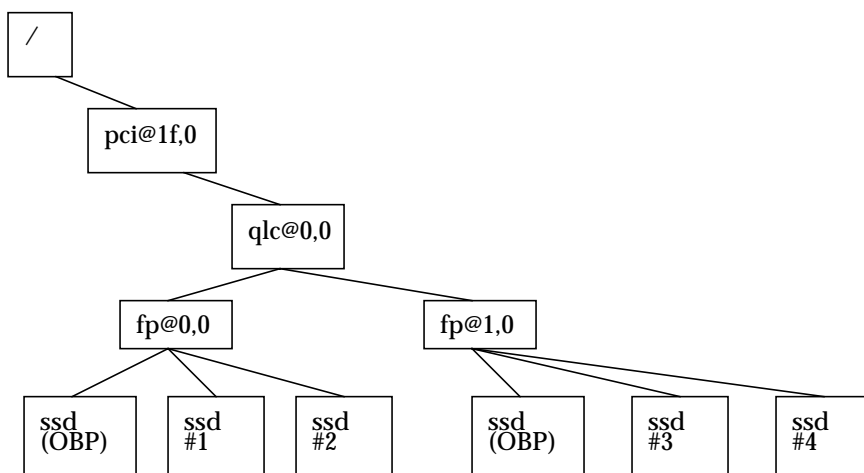 /
pci@1f,0
qlc@0,0
fp@0,0
fp@1,0
ssd
(OBP)
ssd
#1
ssd
#2
ssd
(OBP)
ssd
#3
ssd
#4